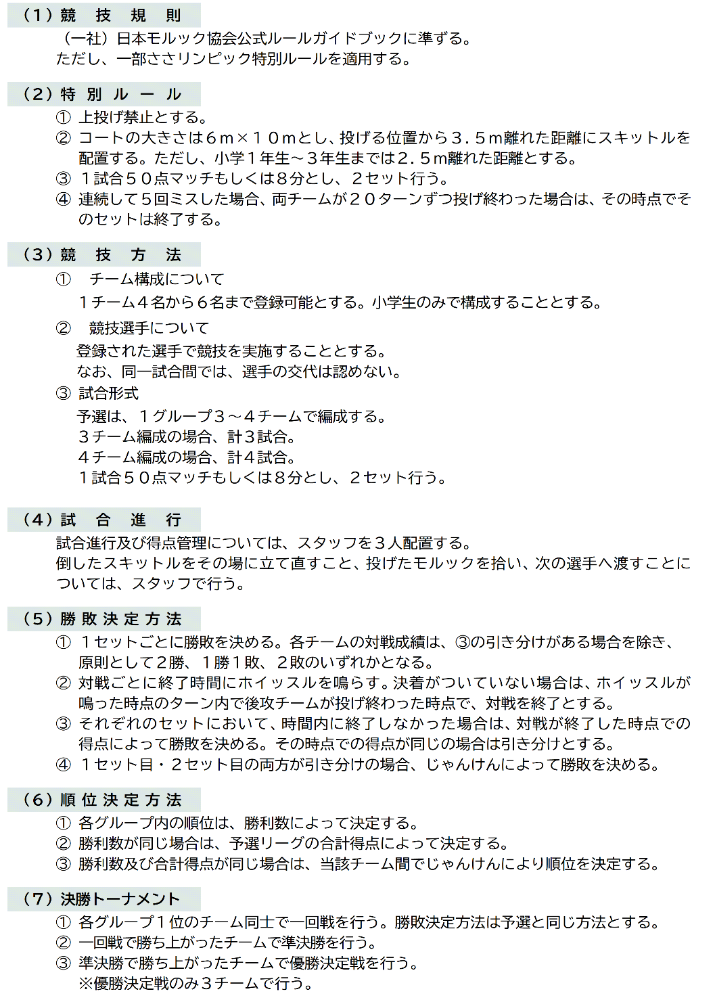 （１）競技規則
（一社）日本モルック協会公式ルールガイドブックに準ずる。
ただし、一部ささリンピック特別ルールを適用する。
（２）特別ルール
① 上投げ禁止とする。
② コートの大きさは６ｍ×１０ｍとし、投げる位置から３.５ｍ離れた距離にスキットルを
配置する。ただし、小学１年生～３年生までは２.５ｍ離れた距離とする。
③ １試合５０点マッチもしくは８分とし、２セット行う。
④ 連続して５回ミスした場合、両チームが２０ターンずつ投げ終わった場合は、その時点でそ
のセットは終了する。
（３）競技方法
① チーム構成について
１チーム４名から６名まで登録可能とする。小学生のみで構成することとする。
② 競技選手について
登録された選手で競技を実施することとする。
なお、同一試合間では、選手の交代は認めない。
③ 試合形式
予選は、１グループ３～４チームで編成する。
３チーム編成の場合、計３試合。
４チーム編成の場合、計４試合。
１試合５０点マッチもしくは８分とし、２セット行う。
（４）試合進行
試合進行及び得点管理については、スタッフを３人配置する。
倒したスキットルをその場に立て直すこと、投げたモルックを拾い、次の選手へ渡すことに
ついては、スタッフで行う。
（５）勝敗決定方法
① １セットごとに勝敗を決める。各チームの対戦成績は、③の引き分けがある場合を除き、
原則として２勝、１勝１敗、２敗のいずれかとなる。
② 対戦ごとに終了時間にホイッスルを鳴らす。決着がついていない場合は、ホイッスルが
鳴った時点のターン内で後攻チームが投げ終わった時点で、対戦を終了とする。
③ それぞれのセットにおいて、時間内に終了しなかった場合は、対戦が終了した時点での
得点によって勝敗を決める。その時点での得点が同じの場合は引き分けとする。
④ １セット目・２セット目の両方が引き分けの場合、じゃんけんによって勝敗を決める。
（６）順位決定方法
① 各グループ内の順位は、勝利数によって決定する。
② 勝利数が同じ場合は、予選リーグの合計得点によって決定する。
③ 勝利数及び合計得点が同じ場合は、当該チーム間でじゃんけんにより順位を決定する。
（７）決勝トーナメント
① 各グループ１位のチーム同士で一回戦を行う。勝敗決定方法は予選と同じ方法とする。
② 一回戦で勝ち上がったチームで準決勝を行う。
③ 準決勝で勝ち上がったチームで優勝決定戦を行う。
※優勝決定戦のみ３チームで行う。